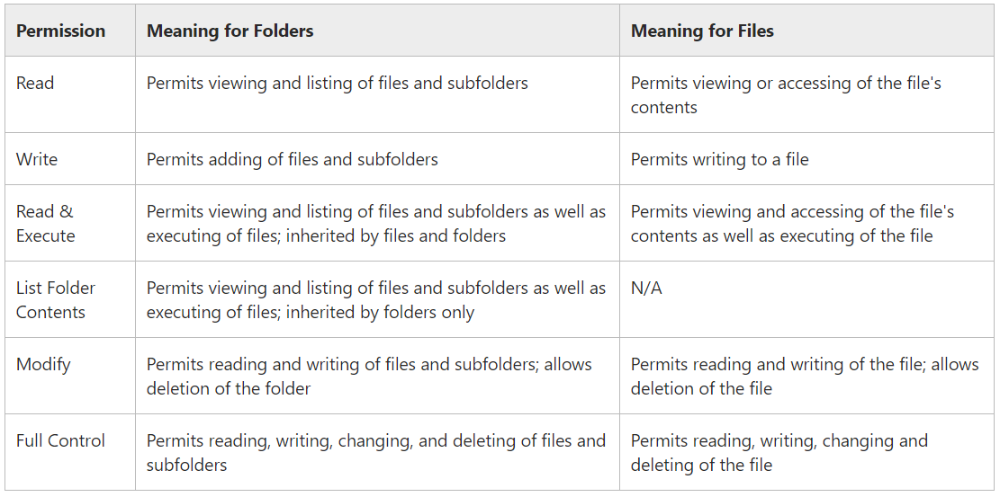 Permission Meaning for Folders Meaning for Files
Read Permits viewing and listing of files and subfolders Permits viewing or accessing of the file's
contents
Write Permits adding of files and subfolders Permits writing to a file
Read & Permits viewing and listing of files and subfolders as well as Permits viewing and accessing of the file's
Execute executing of files; inherited by files and folders contents as well as executing of the file
List Folder Permits viewing and listing of files and subfolders as well as N/A
Contents executing of files; inherited by folders only
Modify Permits reading and writing of files and subfolders; allows Permits reading and writing of the file; allows
deletion of the folder deletion of the file
Full Control Permits reading, writing, changing, and deleting of files and Permits reading, writing, changing and
subfolders deleting of the file